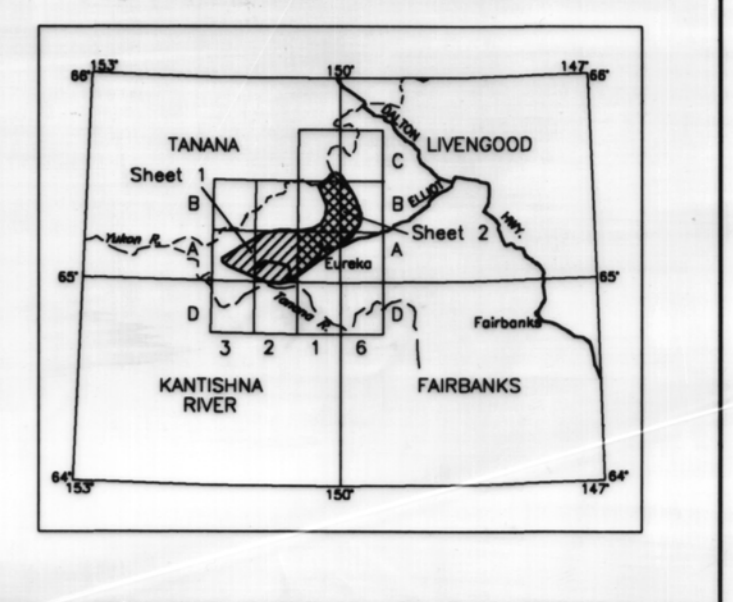 153° 150° 147°
66° 66°
DALTON
TANANA LIVENGOOD
C
Sheet 1
ELLIOT
B B
HWY.
Sheet 2
Yukon R. A A
Eureka
65° 65°
Tanana R.
D D
Fairbanks
3 2 1 6
KANTISHNA FAIRBANKS
RIVER
64° 64°
153° 150° 147°